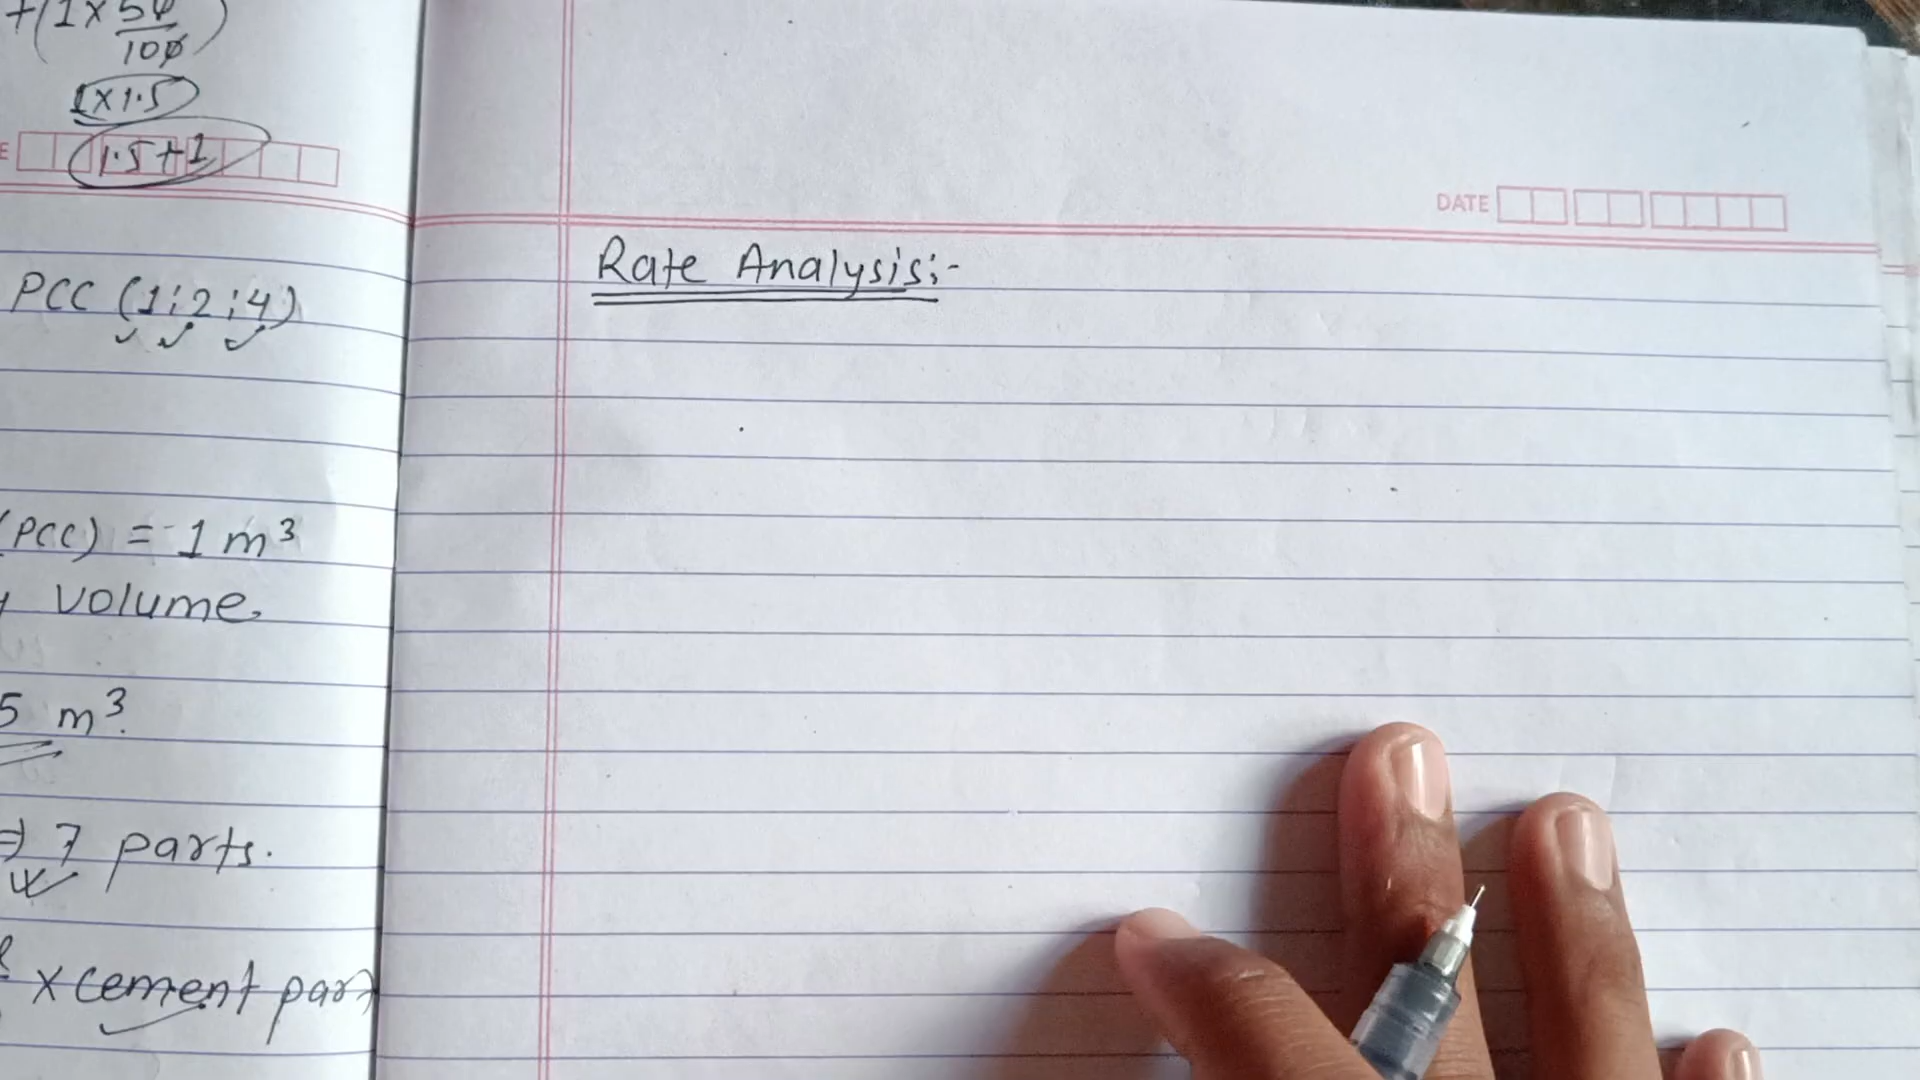 +(1×50/100)
1×1.5
1.5+1
PCC (1:2:4)
(PCC) = 1 m³
volume.
5 m³.
⇒ 7 parts.
× cement part
DATE
Rate Analysis:-